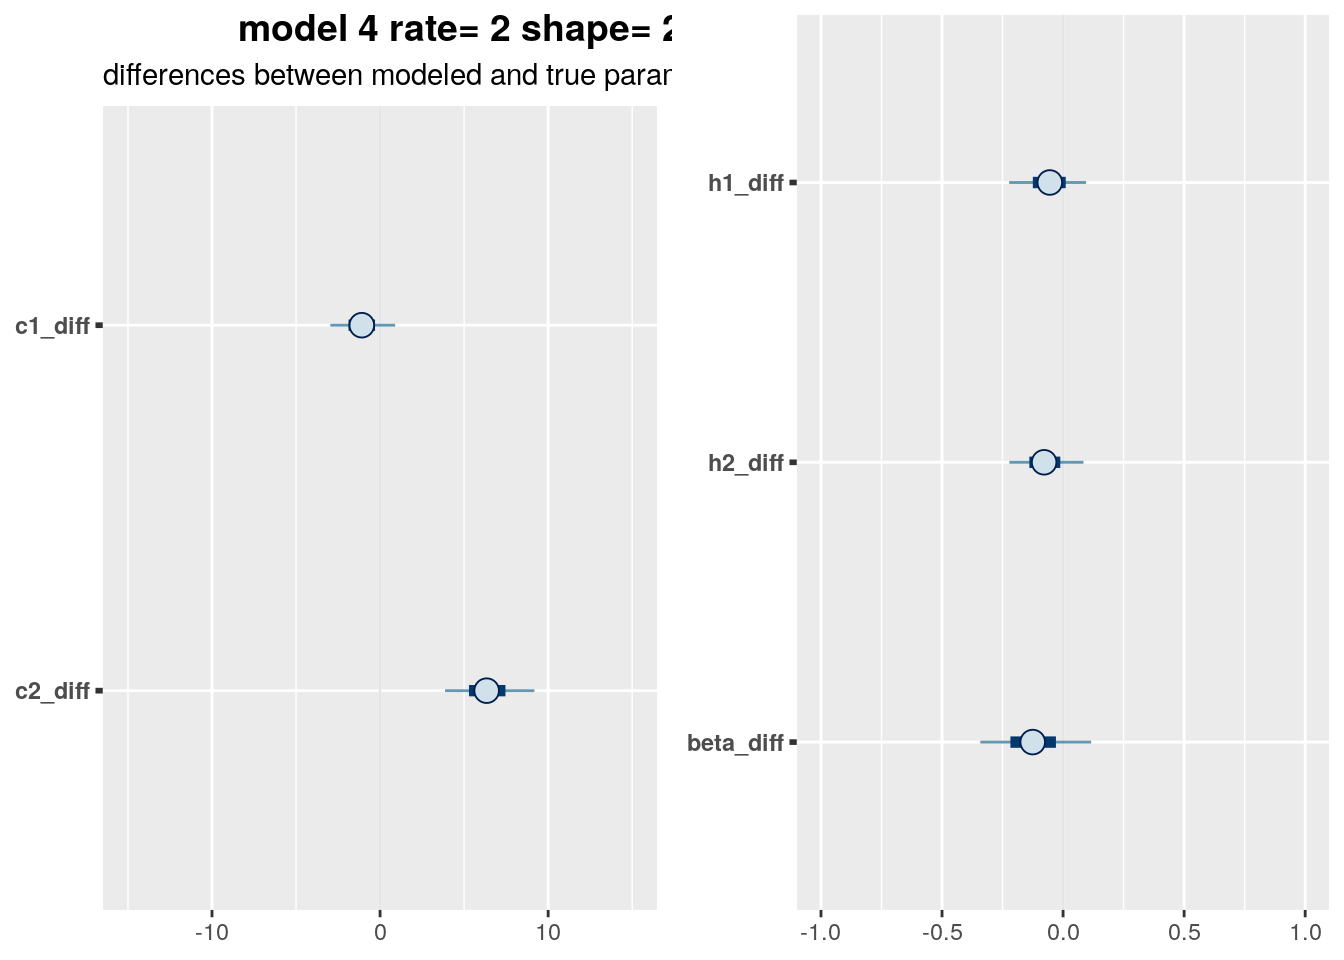 model 4 rate= 2 shape= 2
differences between modeled and true
c1_diff
c2_diff
-10 0 10
h1_diff
h2_diff
beta_diff
-1.0 -0.5 0.0 0.5 1.0